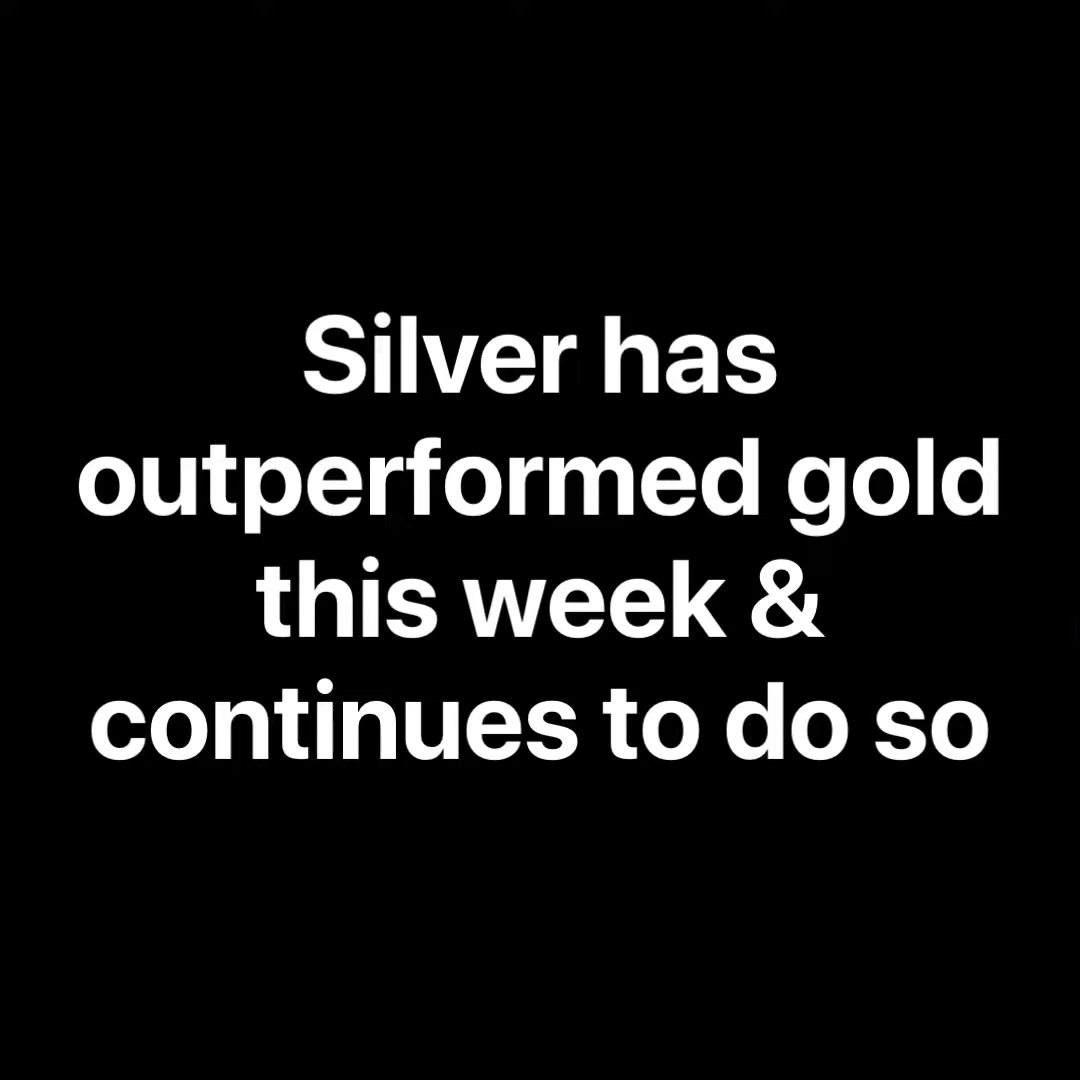 Silver has
outperformed gold
this week &
continues to do so